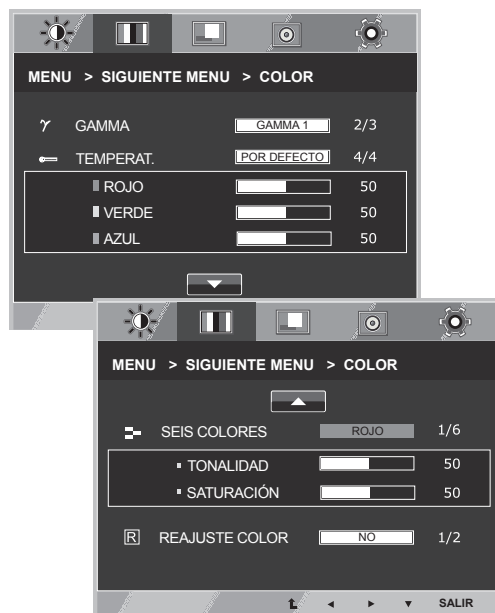 MENU > SIGUIENTE MENU > COLOR
γ GAMMA GAMMA 1 2/3
TEMPERAT. POR DEFECTO 4/4
ROJO 50
VERDE 50
AZUL 50
MENU > SIGUIENTE MENU > COLOR
SEIS COLORES ROJO 1/6
TONALIDAD 50
SATURACIÓN 50
R REAJUSTE COLOR NO 1/2
SALIR